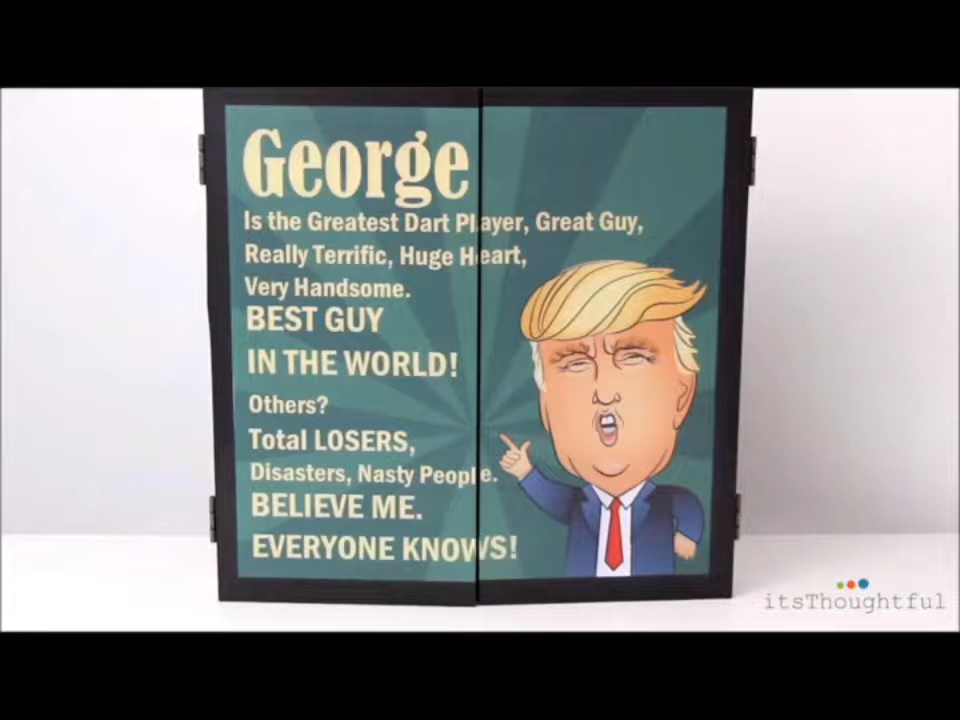 George
Is the Greatest Dart Player, Great Guy,
Really Terrific, Huge Heart,
Very Handsome.
BEST GUY
IN THE WORLD!
Others?
Total LOSERS,
Disasters, Nasty People.
BELIEVE ME.
EVERYONE KNOWS!
itsThoughtful